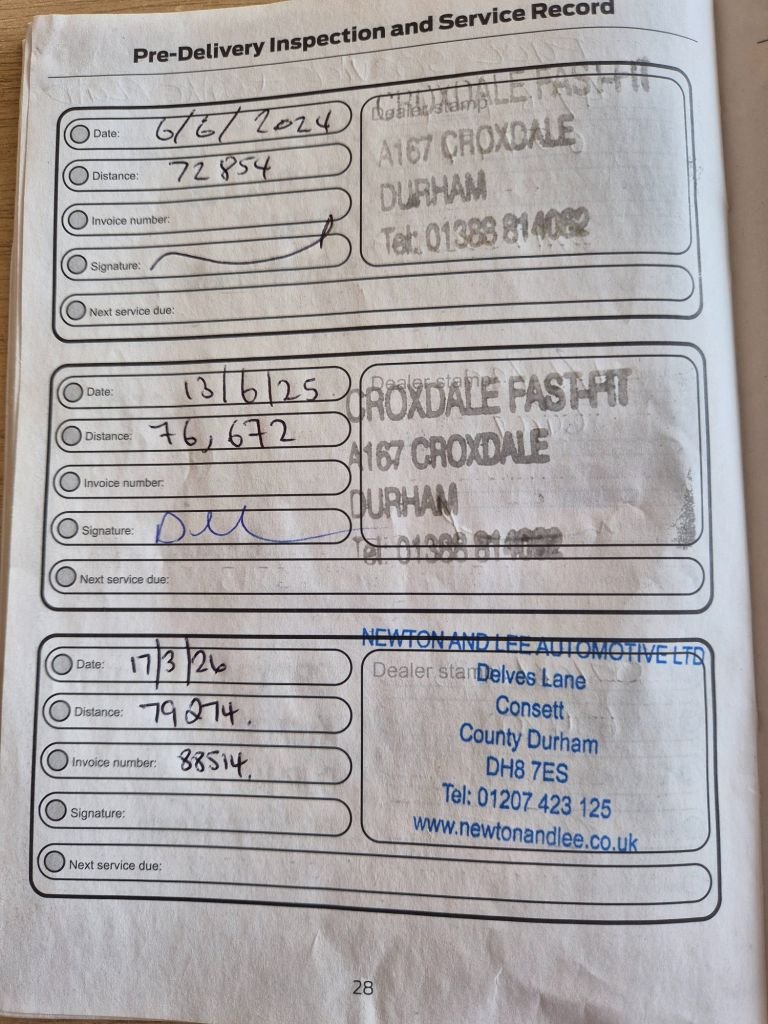 Pre-Delivery Inspection and Service Record
Date: 6/6/2024
Distance: 72854
Invoice number:
Signature:
Next service due:
Dealer stamp
CROXDALE FAST-FIT
A167 CROXDALE
DURHAM
Tel: 01388 814082
Date: 13/6/25
Distance: 76,672
Invoice number:
Signature:
Next service due:
Dealer stamp
CROXDALE FAST-FIT
A167 CROXDALE
DURHAM
Tel: 01388 814082
Date: 17/3/26
Distance: 79274.
Invoice number: 88514.
Signature:
Next service due:
Dealer stamp
NEWTON AND LEE AUTOMOTIVE LTD
Delves Lane
Consett
County Durham
DH8 7ES
Tel: 01207 423 125
www.newtonandlee.co.uk
28